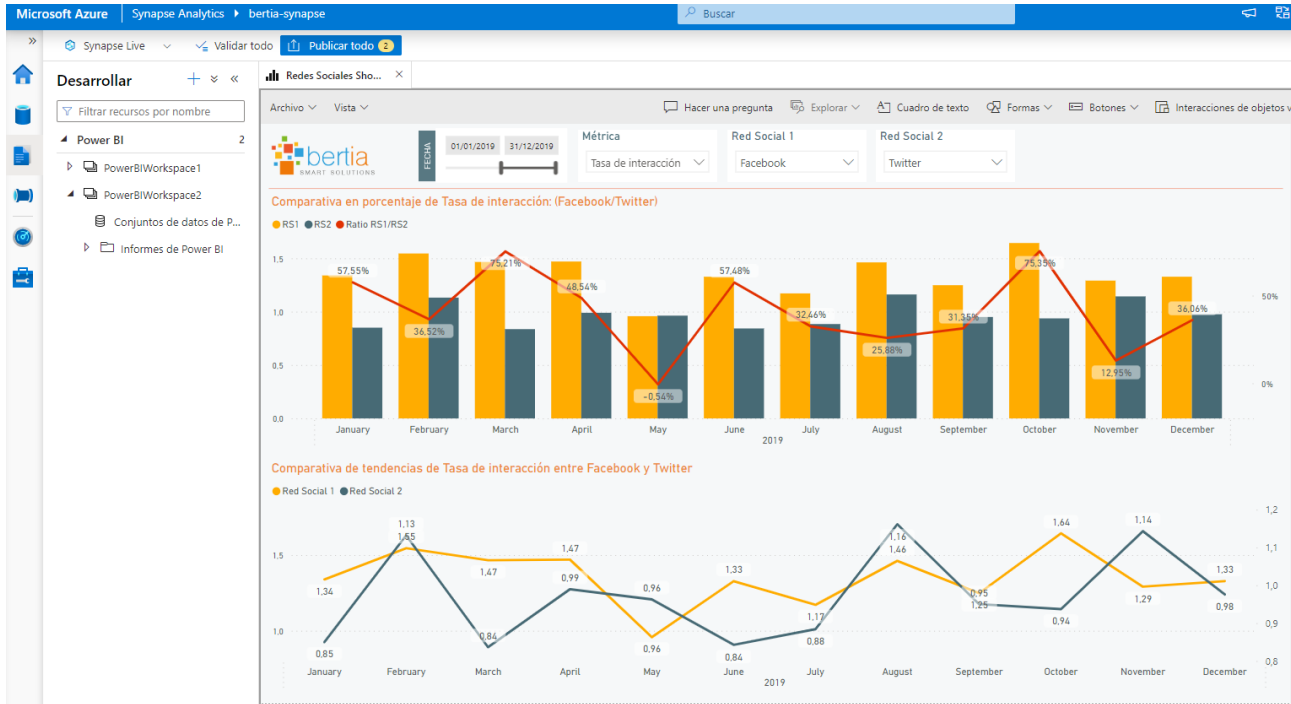 Microsoft Azure Synapse Analytics bertia-synapse Buscar
Synapse Live Validar todo Publicar todo 2
Desarrollar
Filtrar recursos por nombre
Power BI 2
PowerBIWorkspace1
PowerBIWorkspace2
Conjuntos de datos de P...
Informes de Power BI
Redes Sociales Sho...
Archivo Vista Hacer una pregunta Explorar Cuadro de texto Formas Botones Interacciones de objetos v
bertia
SMART SOLUTIONS
FECHA
01/01/2019 31/12/2019
Métrica Red Social 1 Red Social 2
Tasa de interacción Facebook Twitter
Comparativa en porcentaje de Tasa de interacción: (Facebook/Twitter)
RS1 RS2 Ratio RS1/RS2
1.5
1.0
0.5
0.0
57,55%
36,52%
75,21%
48,54%
-0,54%
57,48%
32,46%
25,88%
31,35%
75,35%
12,95%
36,06%
50%
0%
January February March April May June July August September October November December
2019
Comparativa de tendencias de Tasa de interacción entre Facebook y Twitter
Red Social 1 Red Social 2
1.5
1.0
1,34
1,55
1,47
1,47
0,96
1,33
1,17
1,46
1,25
1,64
1,29
1,33
0,85
1,13
0,84
0,99
0,96
0,84
0,88
1,16
0,95
0,94
1,14
0,98
1,2
1,1
1,0
0,9
0,8
January February March April May June July August September October November December
2019